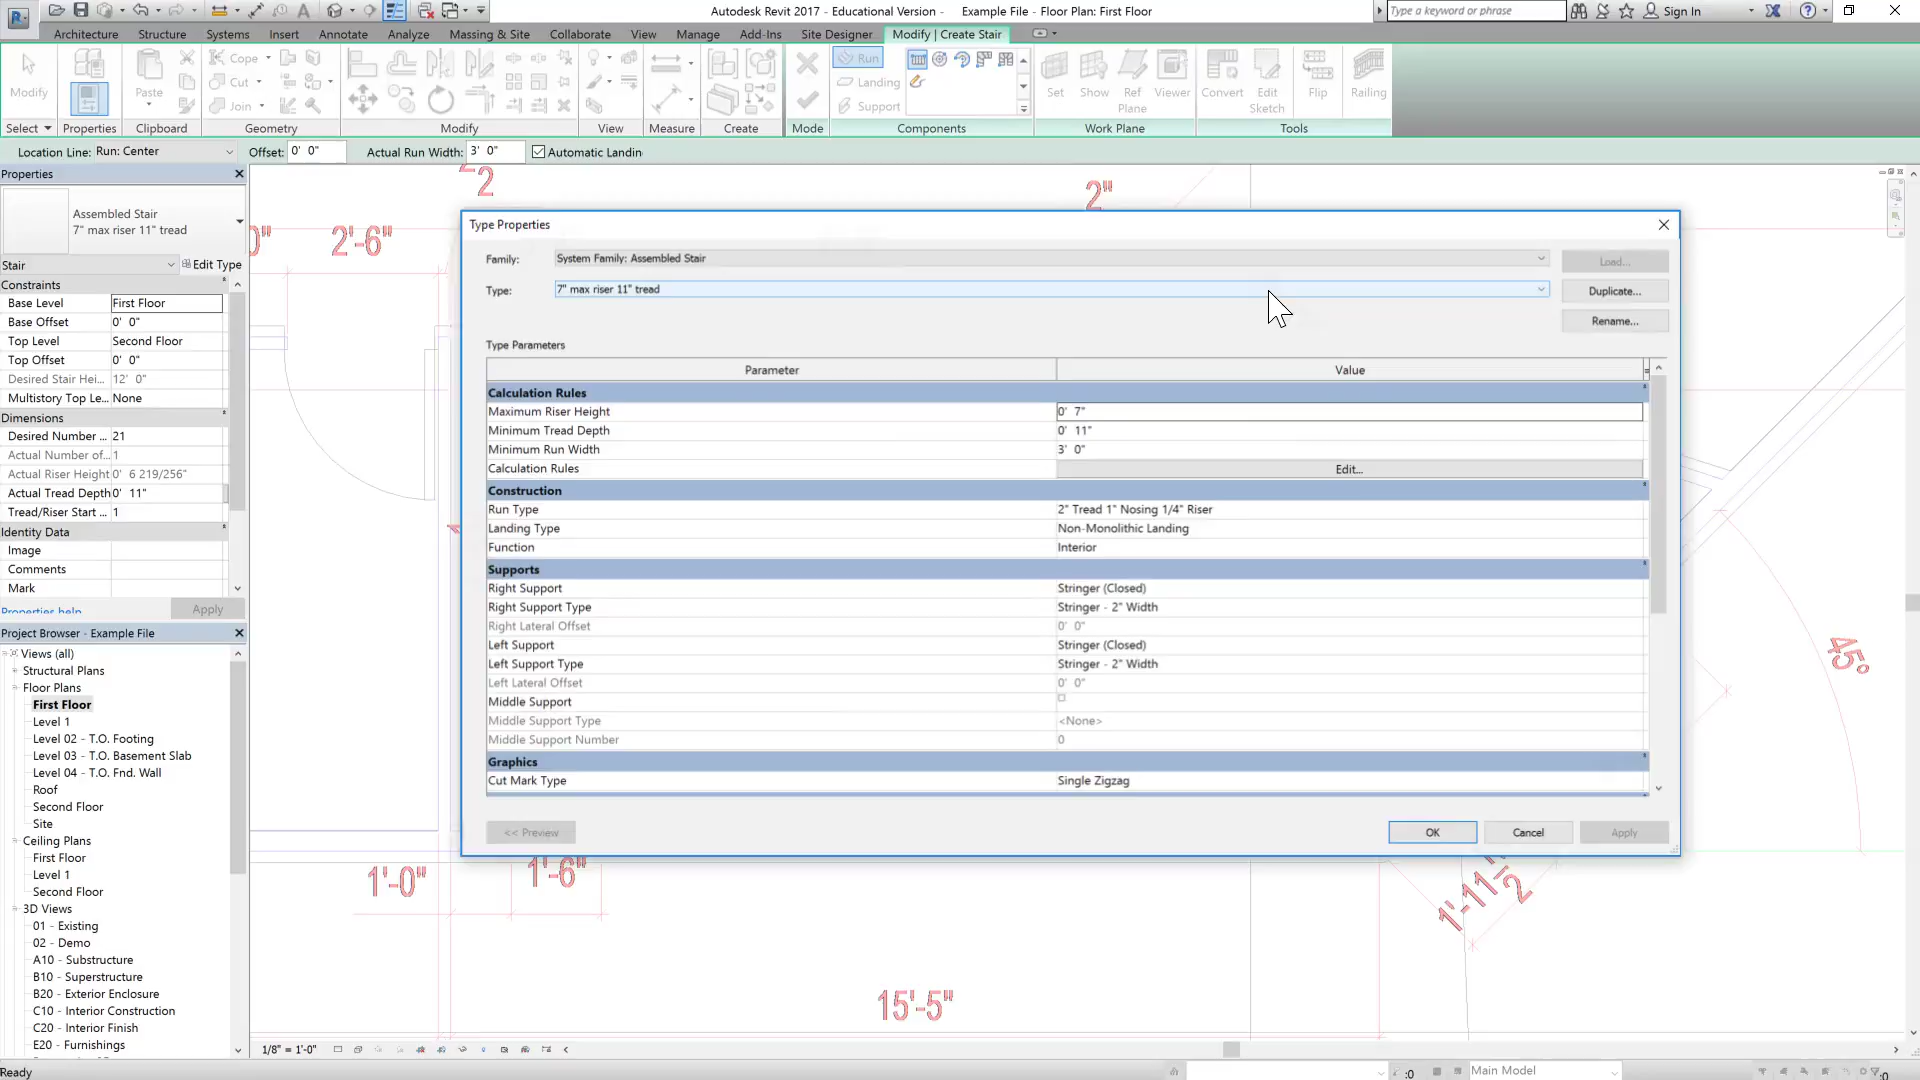 Autodesk Revit 2017 - Educational Version - Example File - Floor Plan: First Floor
Type a keyword or phrase
Sign In
Architecture Structure Systems Insert Annotate Analyze Massing & Site Collaborate View Manage Add-Ins Site Designer Modify | Create Stair
Modify
Paste
Cope
Cut
Join
Run
Landing
Support
Set Show Ref Plane Viewer Convert Edit Sketch Flip Railing
Select Properties Clipboard Geometry Modify View Measure Create Mode Components Work Plane Tools
Location Line: Run: Center Offset: 0' 0" Actual Run Width: 3' 0" Automatic Landin
Properties
Assembled Stair
7" max riser 11" tread
Stair Edit Type
Constraints
Base Level First Floor
Base Offset 0' 0"
Top Level Second Floor
Top Offset 0' 0"
Desired Stair Hei... 12' 0"
Multistory Top Le... None
Dimensions
Desired Number ... 21
Actual Number of... 1
Actual Riser Height 0' 6 219/256"
Actual Tread Depth 0' 11"
Tread/Riser Start ... 1
Identity Data
Image
Comments
Mark
Properties help Apply
Project Browser - Example File
Views (all)
Structural Plans
Floor Plans
First Floor
Level 1
Level 02 - T.O. Footing
Level 03 - T.O. Basement Slab
Level 04 - T.O. Fnd. Wall
Roof
Second Floor
Site
Ceiling Plans
First Floor
Level 1
Second Floor
3D Views
01 - Existing
02 - Demo
A10 - Substructure
B10 - Superstructure
B20 - Exterior Enclosure
C10 - Interior Construction
C20 - Interior Finish
E20 - Furnishings
Type Properties
Family: System Family: Assembled Stair Load...
Type: 7" max riser 11" tread Duplicate...
Rename...
Type Parameters
Parameter Value
Calculation Rules
Maximum Riser Height 0' 7"
Minimum Tread Depth 0' 11"
Minimum Run Width 3' 0"
Calculation Rules Edit...
Construction
Run Type 2" Tread 1" Nosing 1/4" Riser
Landing Type Non-Monolithic Landing
Function Interior
Supports
Right Support Stringer (Closed)
Right Support Type Stringer - 2" Width
Right Lateral Offset 0' 0"
Left Support Stringer (Closed)
Left Support Type Stringer - 2" Width
Left Lateral Offset 0' 0"
Middle Support
Middle Support Type <None>
Middle Support Number 0
Graphics
Cut Mark Type Single Zigzag
<< Preview OK Cancel Apply
2
2"
0" 2'-6"
45°
1'-0" 1'-6"
1'-11 1/2
15'-5"
1/8" = 1'-0"
Ready :0 Main Model :0